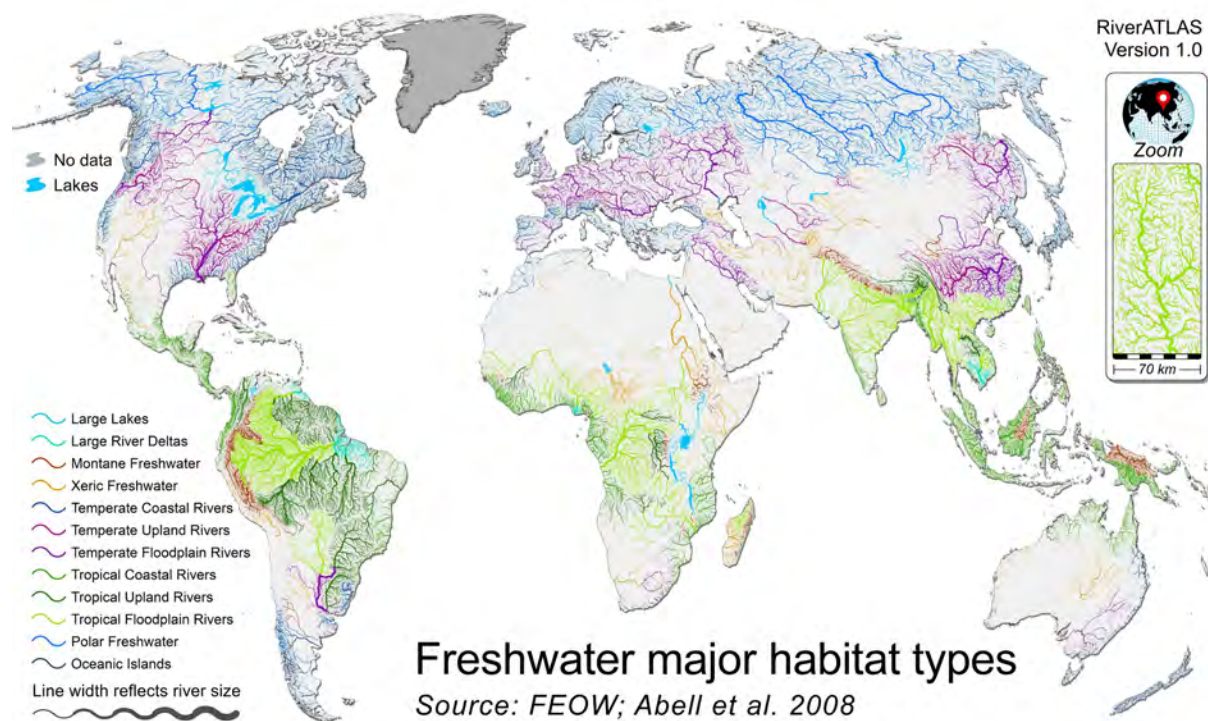 RiverATLAS
Version 1.0
Zoom
70 km
No data
Lakes
Large Lakes
Large River Deltas
Montane Freshwater
Xeric Freshwater
Temperate Coastal Rivers
Temperate Upland Rivers
Temperate Floodplain Rivers
Tropical Coastal Rivers
Tropical Upland Rivers
Tropical Floodplain Rivers
Polar Freshwater
Oceanic Islands
Line width reflects river size
Freshwater major habitat types
Source: FEOW; Abell et al. 2008